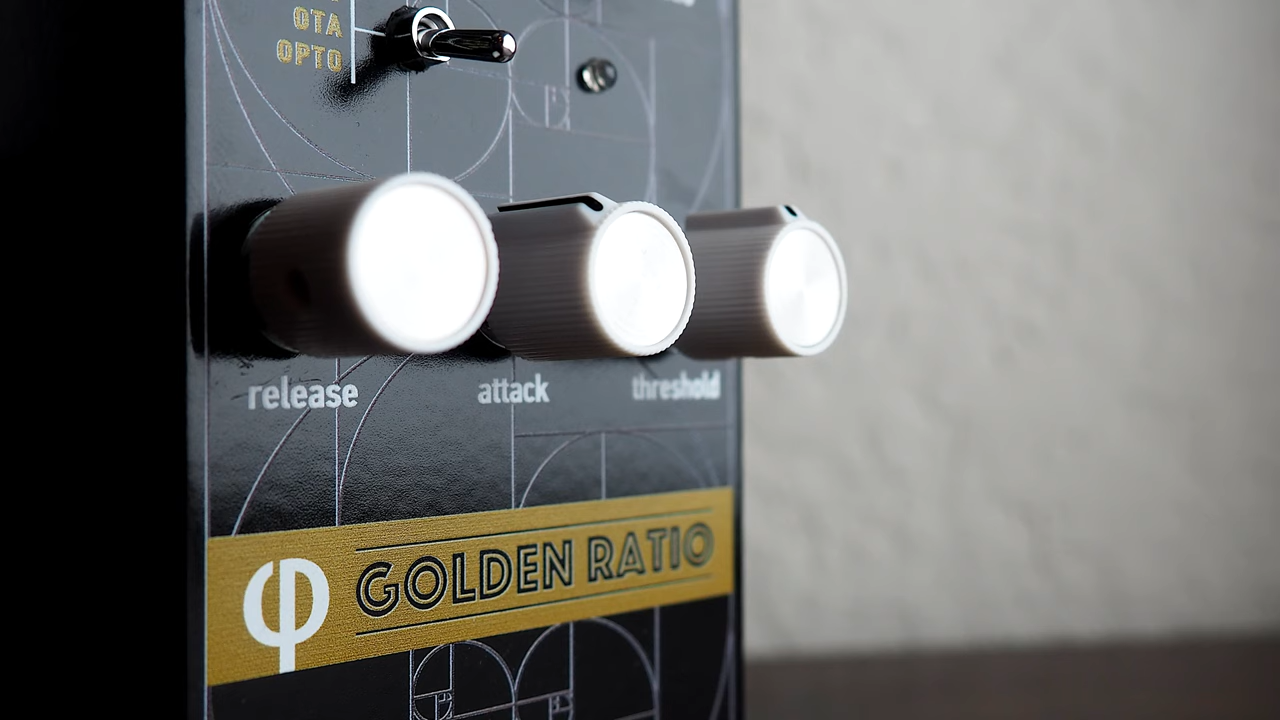 OTA
OPTO
release
attack
threshold
φ GOLDEN RATIO